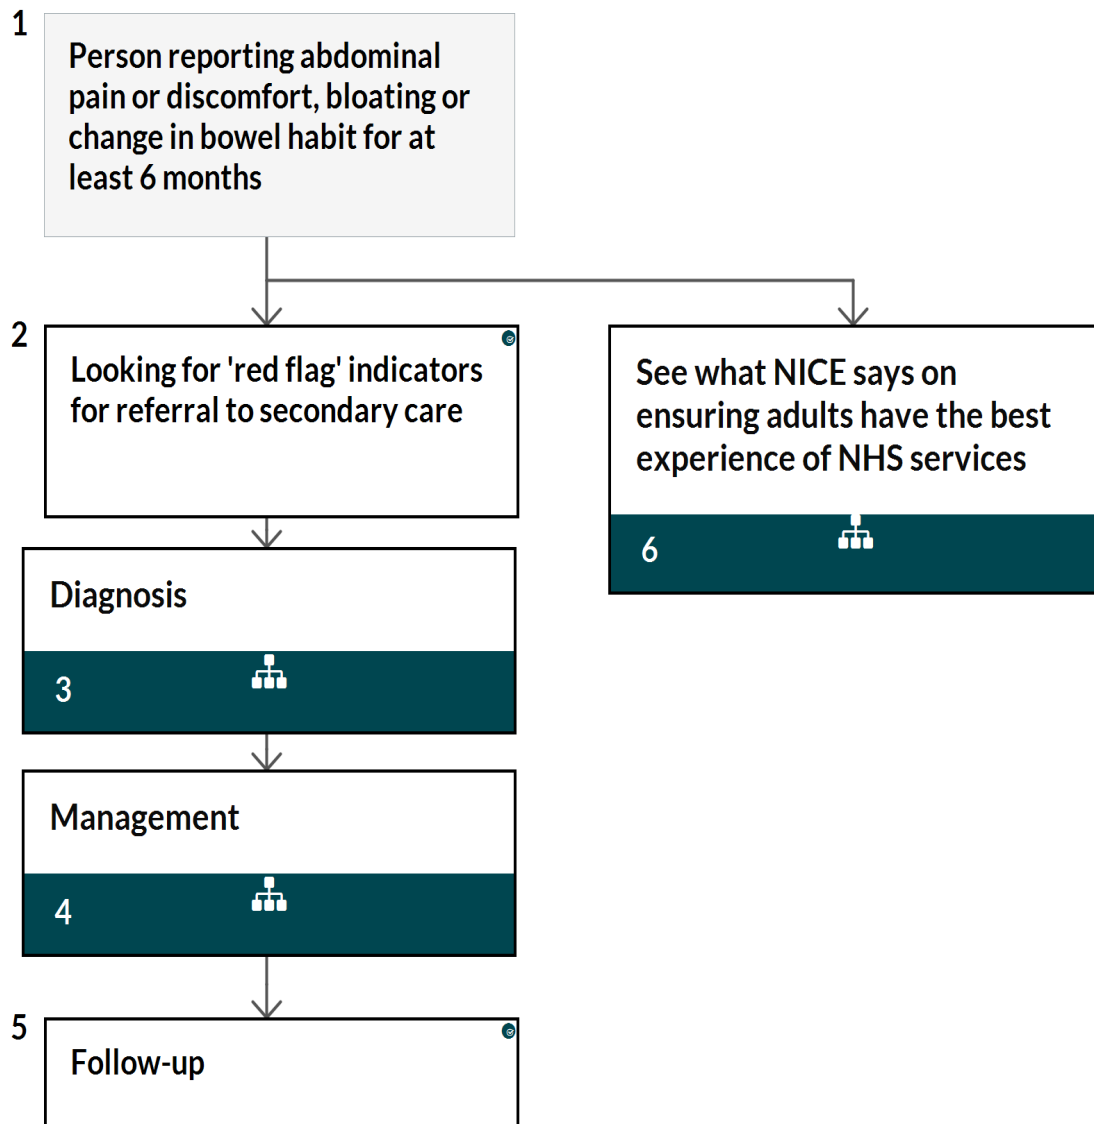 1
Person reporting abdominal
pain or discomfort, bloating or
change in bowel habit for at
least 6 months
2
Looking for 'red flag' indicators
for referral to secondary care
See what NICE says on
ensuring adults have the best
experience of NHS services
6
Diagnosis
3
Management
4
5
Follow-up